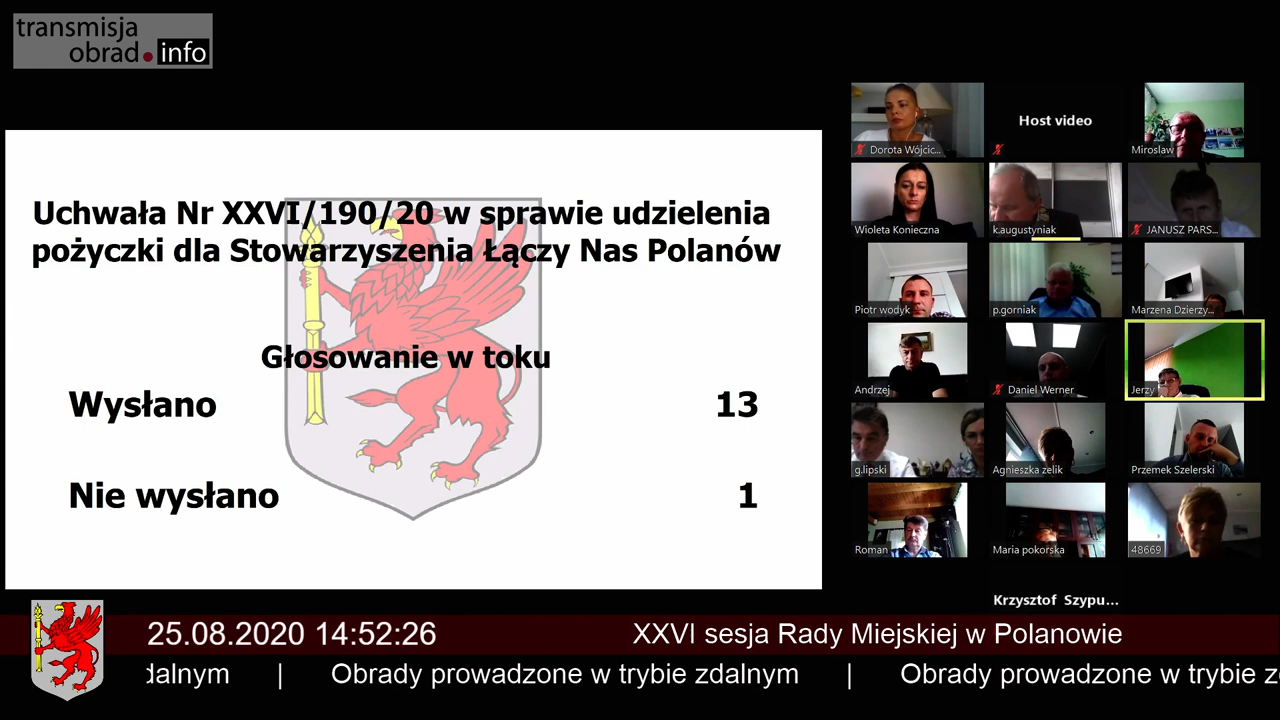 transmisja
obrad.info
Uchwała Nr XXVI/190/20 w sprawie udzielenia
pożyczki dla Stowarzyszenia Łączy Nas Polanów
Głosowanie w toku
Wysłano 13
Nie wysłano 1
Dorota Wójcic...
Host video
Miroslaw
Wioleta Konieczna
k.augustyniak
JANUSZ PARS...
Piotr wodyk
p.gorniak
Marzena Dzierży...
Andrzej
Daniel Werner
Jerzy
g.lipski
Agnieszka zelik
Przemek Szelerski
Roman
Maria pokorska
48669
Krzysztof Szypu...
25.08.2020 14:52:26 XXVI sesja Rady Miejskiej w Polanowie
dalnym | Obrady prowadzone w trybie zdalnym | Obrady prowadzone w trybie